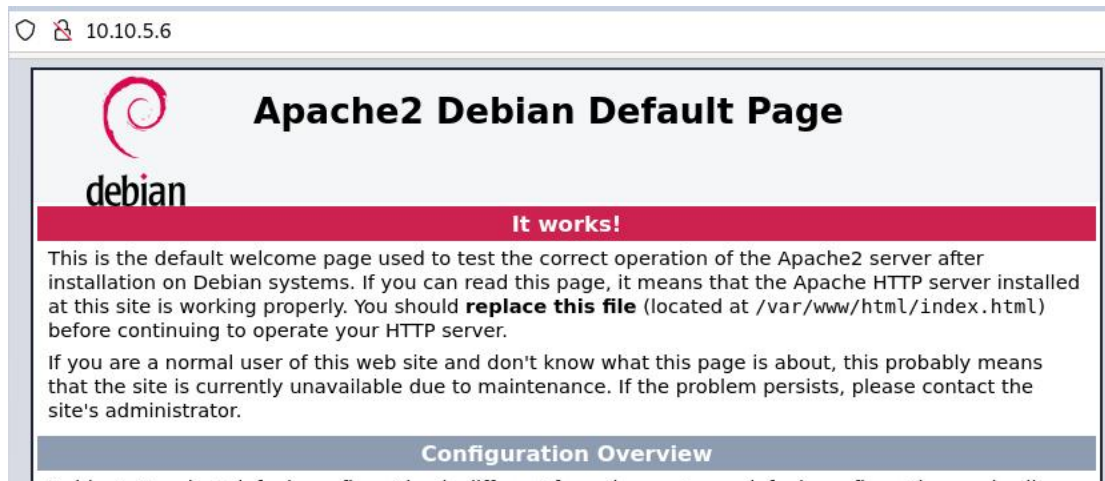 10.10.5.6
Apache2 Debian Default Page
debian
It works!
This is the default welcome page used to test the correct operation of the Apache2 server after
installation on Debian systems. If you can read this page, it means that the Apache HTTP server installed
at this site is working properly. You should replace this file (located at /var/www/html/index.html)
before continuing to operate your HTTP server.
If you are a normal user of this web site and don't know what this page is about, this probably means
that the site is currently unavailable due to maintenance. If the problem persists, please contact the
site's administrator.
Configuration Overview